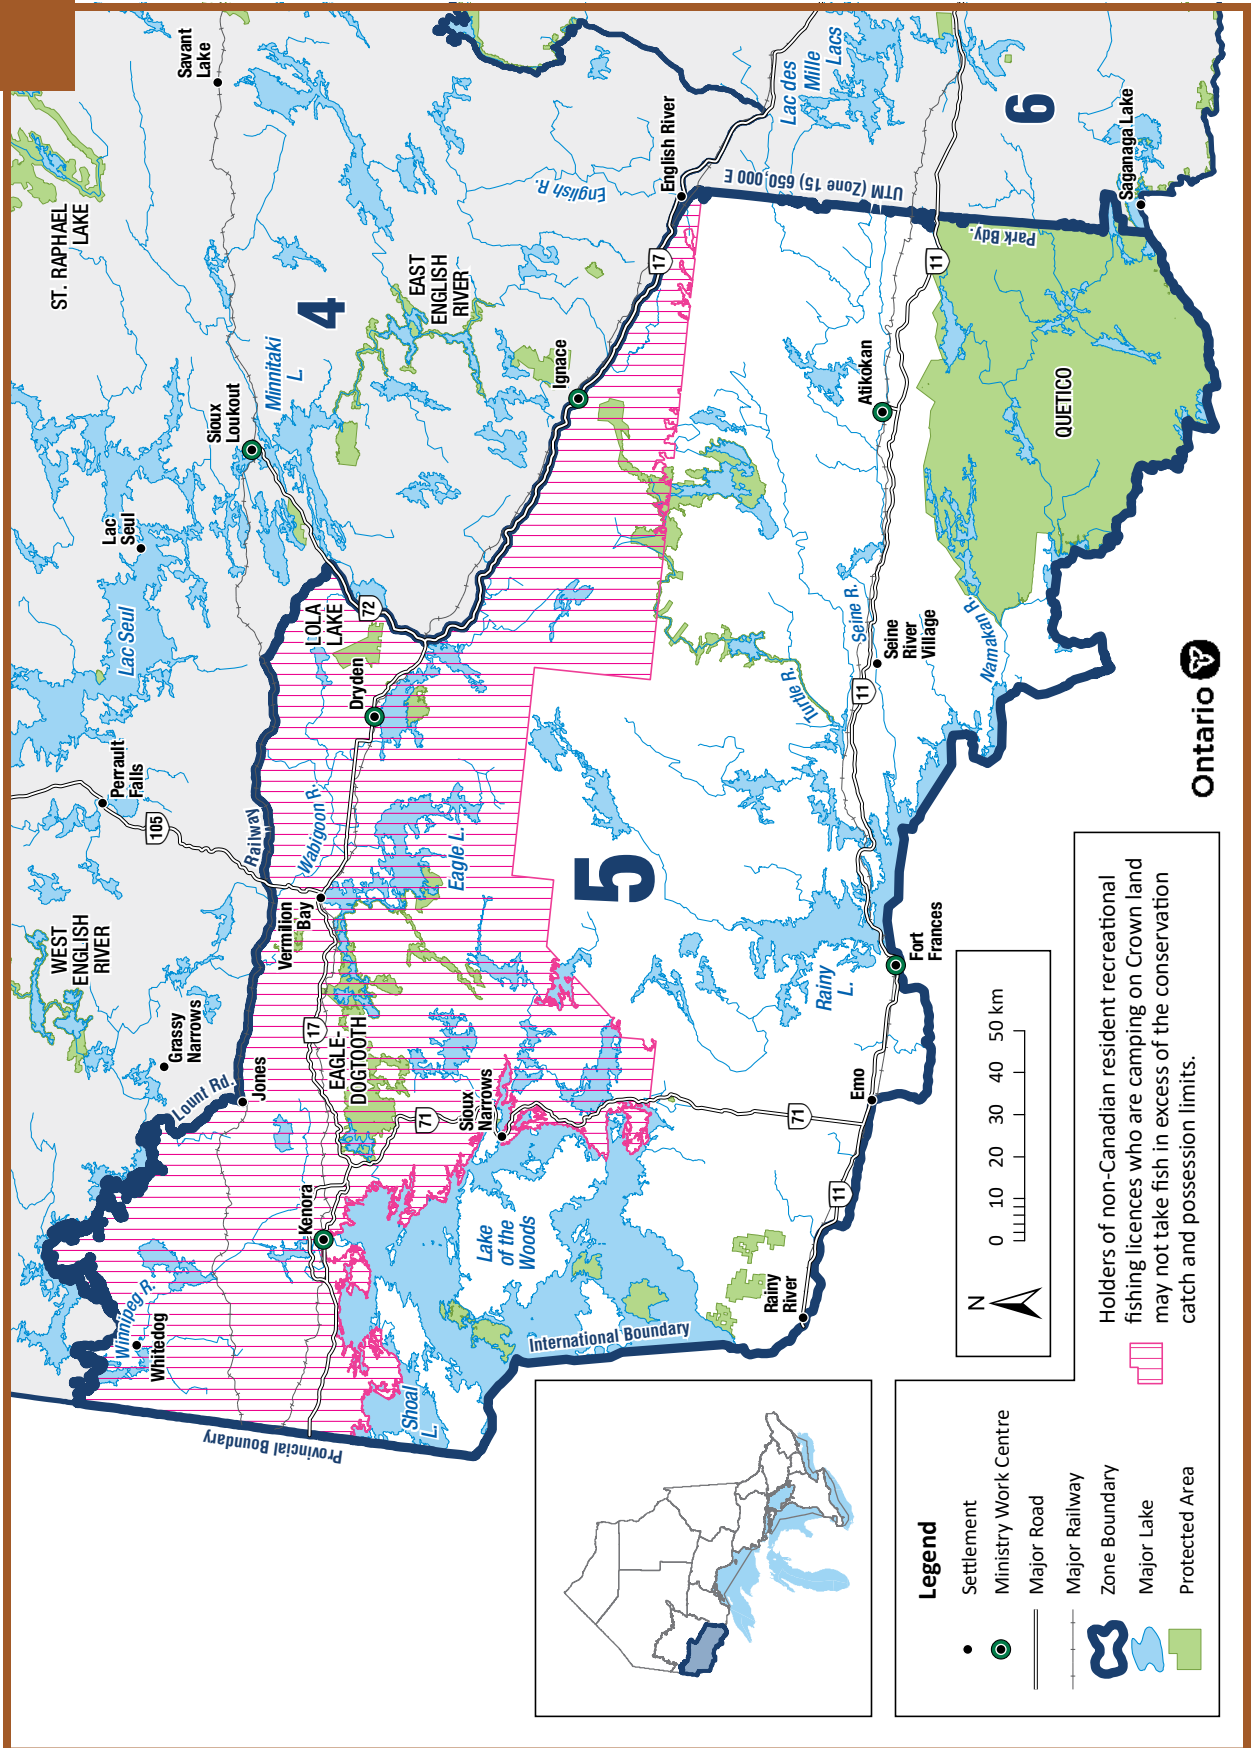 Savant
Lake
ST. RAPHAEL
LAKE
4
Minnitaki
L.
Sioux
Lookout
EAST
ENGLISH
RIVER
English R.
English River
Lac des
Mille
Lacs
6
Saganaga Lake
UTM (Zone 15) 650,000 E
Park Bdy.
17
11
Ignace
Atikokan
QUETICO
Lac
Seul
Lac Seul
LOLA
LAKE
72
Dryden
Perrault
Falls
105
Railway
Wabigoon R.
Eagle L.
Vermilion
Bay
WEST
ENGLISH
RIVER
Grassy
Narrows
Lount Rd.
Jones
17
EAGLE-
DOGTOOTH
71
Sioux
Narrows
Kenora
Winnipeg R.
Whitedog
Provincial Boundary
Shoal
L.
Lake
of the
Woods
International Boundary
Rainy
River
11
71
Emo
5
Rainy
L.
Fort
Frances
Turtle R.
Seine R.
11
Seine
River
Village
Namakan R.
Ontario
N
0 10 20 30 40 50 km
Legend
Settlement
Ministry Work Centre
Major Road
Major Railway
Zone Boundary
Major Lake
Protected Area
Holders of non-Canadian resident recreational
fishing licences who are camping on Crown land
may not take fish in excess of the conservation
catch and possession limits.